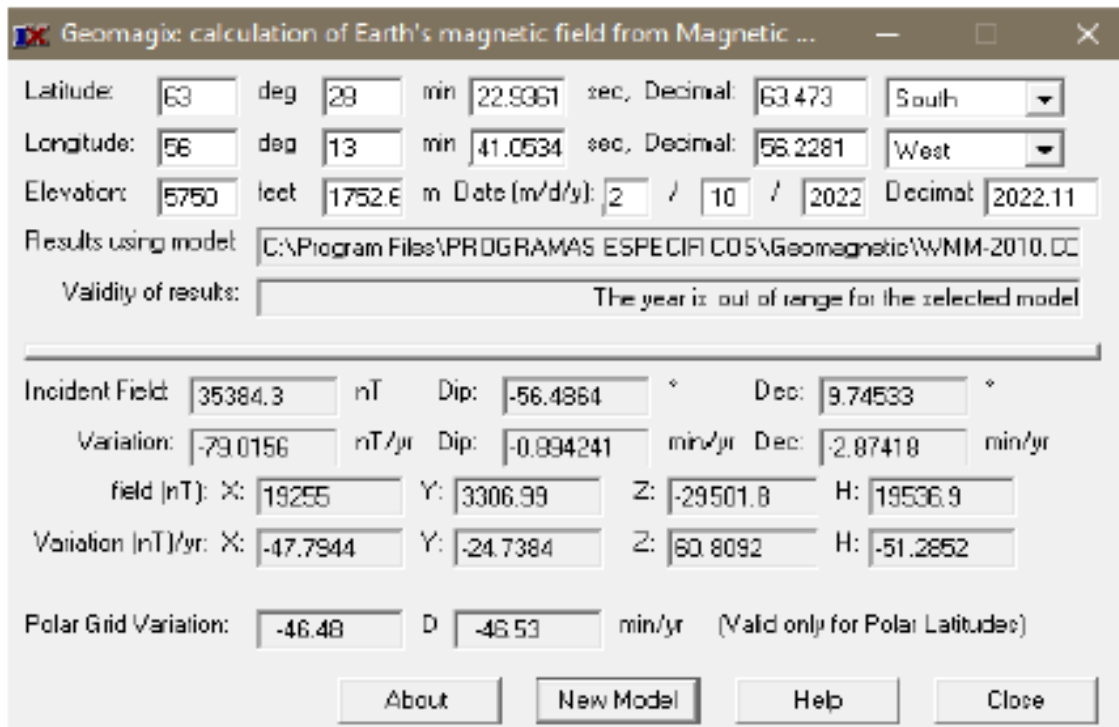 Geomagix: calculation of Earth's magnetic field from Magnetic ...
Latitude: 63 deg 28 min 22.9361 sec, Decimal: 63.473 South
Longitude: 56 deg 13 min 41.0534 sec, Decimal: 56.2281 West
Elevation: 5750 feet 1752.6 m Date (m/d/y): 2 / 10 / 2022 Decimal: 2022.11
Results using model: C:\Program Files\PROGRAMAS ESPECIFICOS\Geomagnetic\WMM-2010.CO
Validity of results: The year is out of range for the selected model
Incident Field: 35384.3 nT Dip: -56.4864 ° Dec: 9.74533 °
Variation: -79.0156 nT/yr Dip: -0.894241 min/yr Dec: -2.87418 min/yr
field (nT): X: 19255 Y: 3306.99 Z: -29501.8 H: 19536.9
Variation (nT)/yr: X: -47.7944 Y: -24.7384 Z: 60.8092 H: -51.2852
Polar Grid Variation: -46.48 D -46.53 min/yr (Valid only for Polar Latitudes)
About New Model Help Close